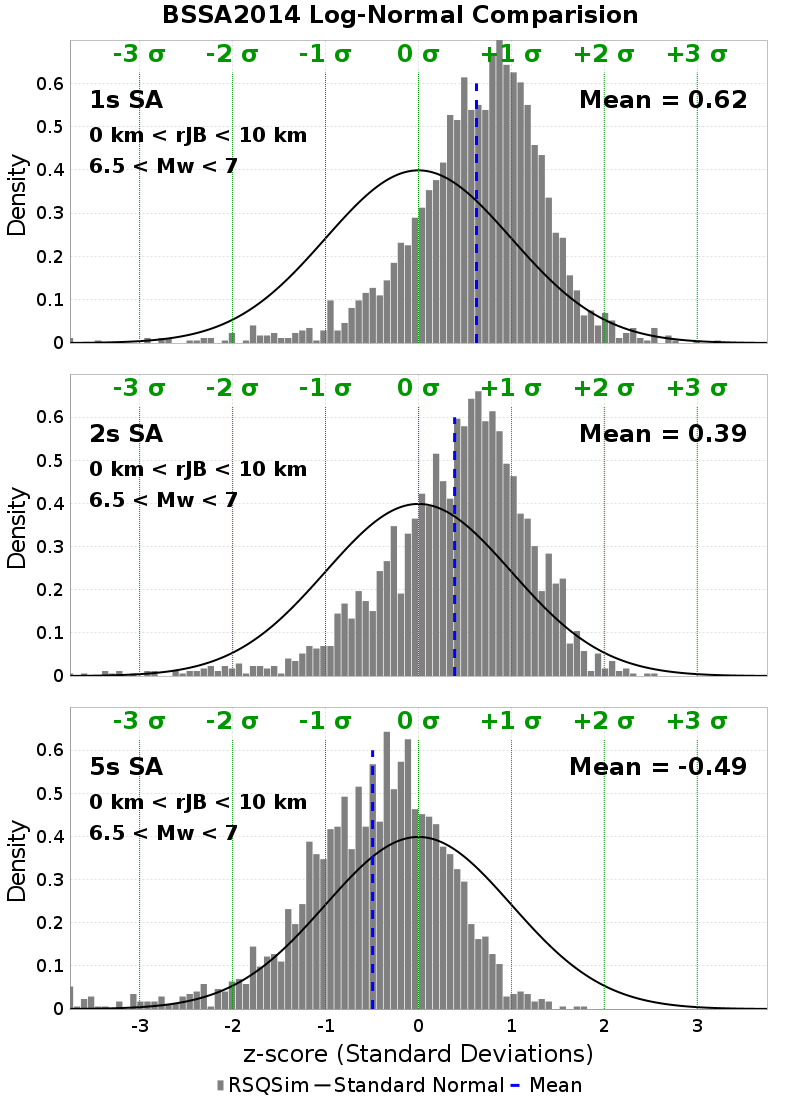 BSSA2014 Log-Normal Comparision
-3 σ -2 σ -1 σ 0 σ +1 σ +2 σ +3 σ
1s SA
Mean = 0.62
0 km < rJB < 10 km
6.5 < Mw < 7
Density
0.6
0.5
0.4
0.3
0.2
0.1
0
-3 σ -2 σ -1 σ 0 σ +1 σ +2 σ +3 σ
2s SA
Mean = 0.39
0 km < rJB < 10 km
6.5 < Mw < 7
Density
0.6
0.5
0.4
0.3
0.2
0.1
0
-3 σ -2 σ -1 σ 0 σ +1 σ +2 σ +3 σ
5s SA
Mean = -0.49
0 km < rJB < 10 km
6.5 < Mw < 7
Density
0.6
0.5
0.4
0.3
0.2
0.1
0
-3 -2 -1 0 1 2 3
z-score (Standard Deviations)
RSQSim Standard Normal Mean